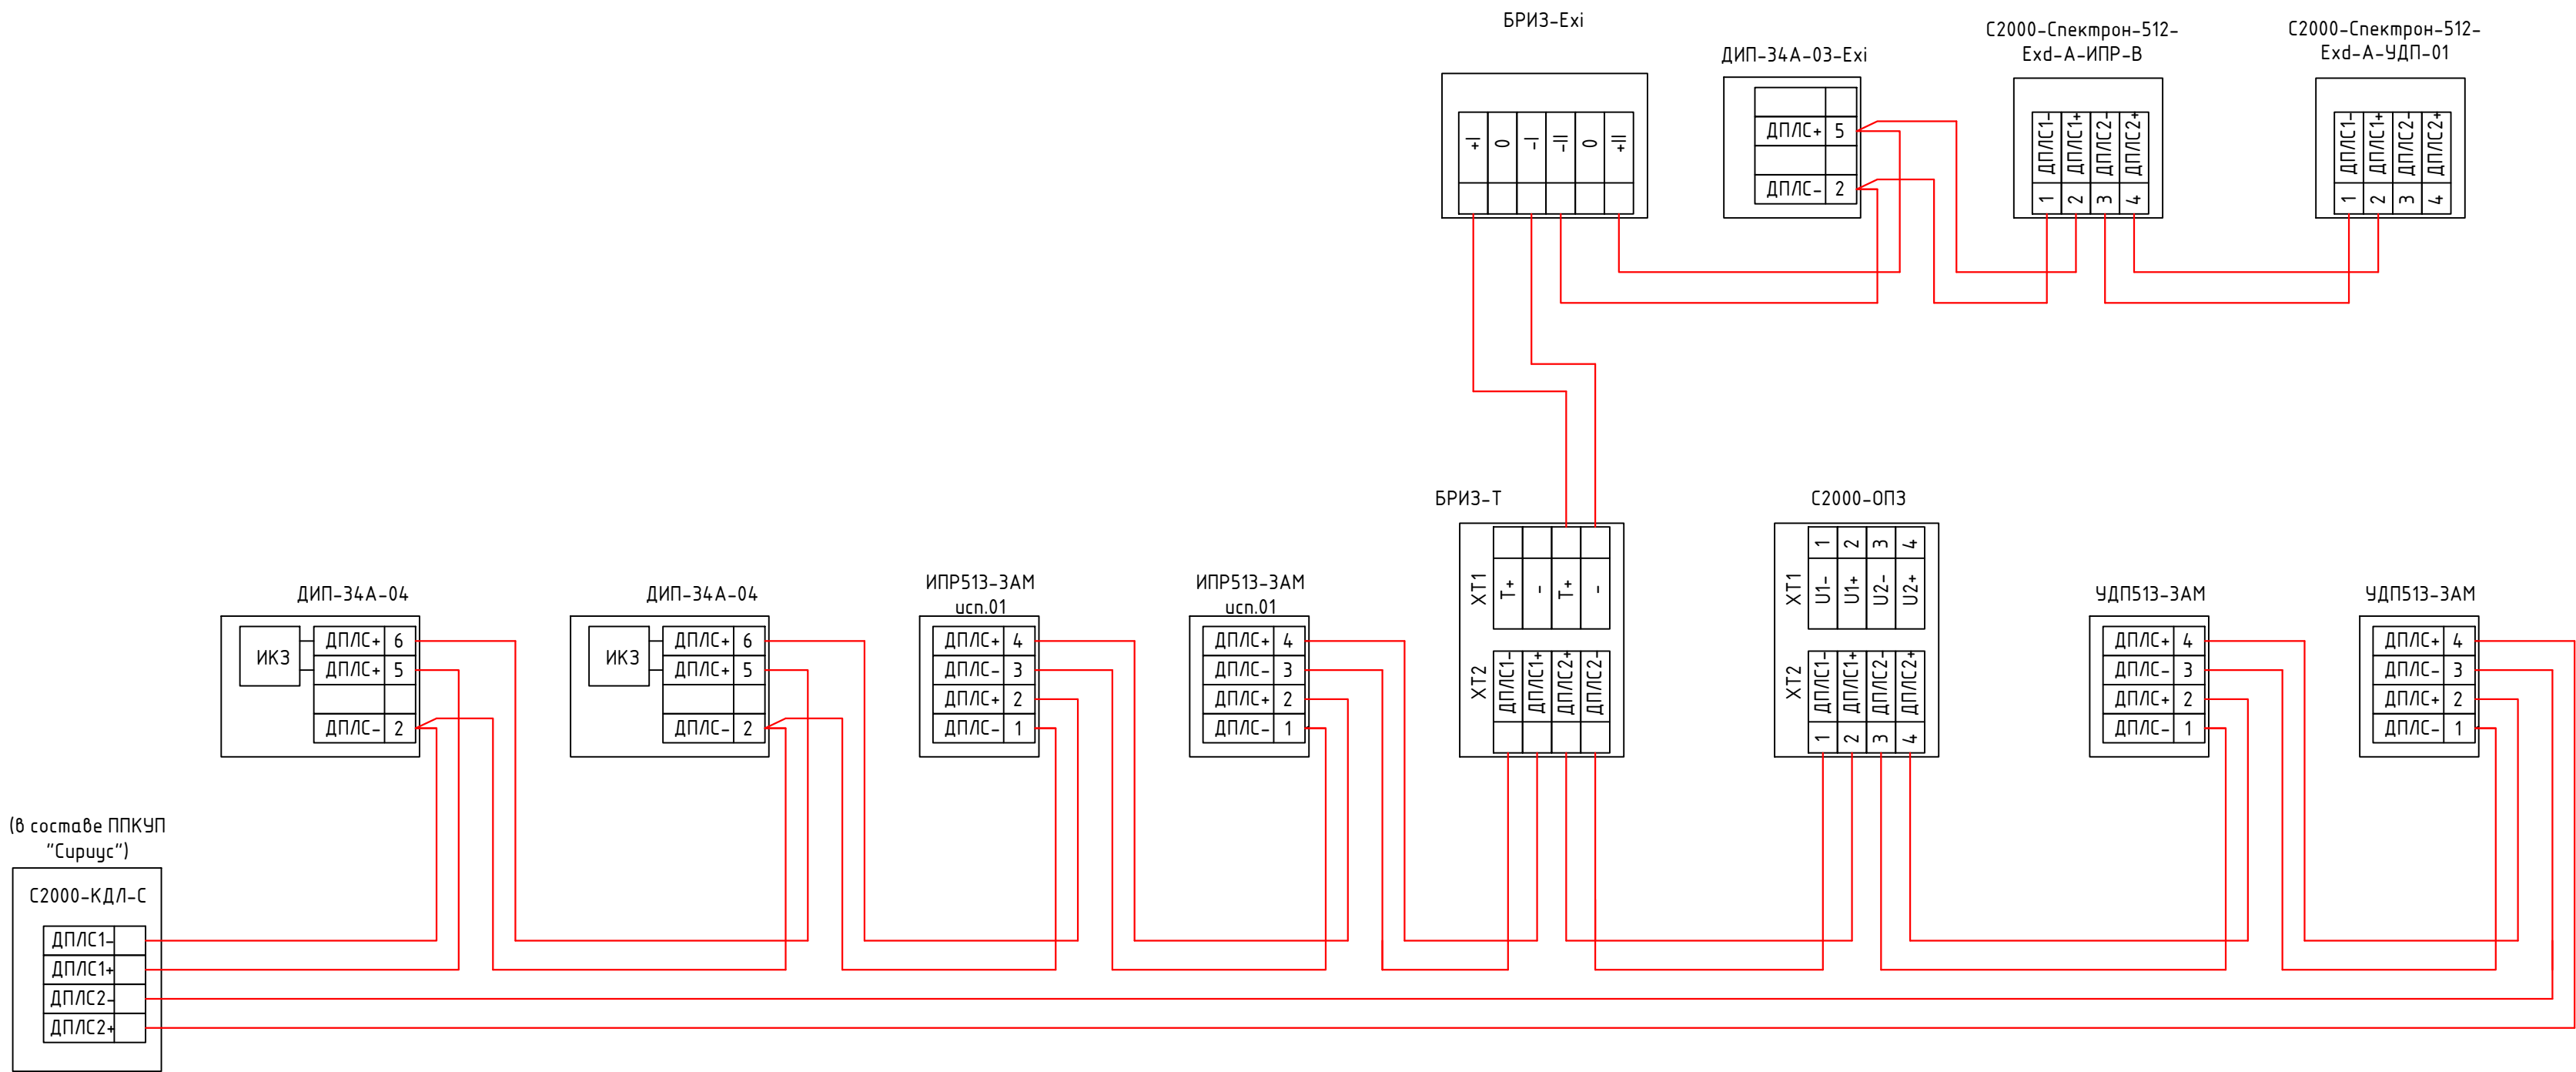 БРИЗ-Exi
+I
0
-I
-II
0
+II
ДИП-34А-03-Exi
ДПЛС+ 5
ДПЛС- 2
С2000-Спектрон-512-
Exd-А-ИПР-В
ДПЛС1- 1
ДПЛС1+ 2
ДПЛС2- 3
ДПЛС2+ 4
С2000-Спектрон-512-
Exd-А-УДП-01
ДПЛС1- 1
ДПЛС1+ 2
ДПЛС2- 3
ДПЛС2+ 4
ДИП-34А-04
ИКЗ
ДПЛС+ 6
ДПЛС+ 5
ДПЛС- 2
ДИП-34А-04
ИКЗ
ДПЛС+ 6
ДПЛС+ 5
ДПЛС- 2
ИПР513-3АМ
исп.01
ДПЛС+ 4
ДПЛС- 3
ДПЛС+ 2
ДПЛС- 1
ИПР513-3АМ
исп.01
ДПЛС+ 4
ДПЛС- 3
ДПЛС+ 2
ДПЛС- 1
БРИЗ-Т
ХТ1
Т+
-
Т+
-
ХТ2
ДПЛС1-
ДПЛС1+
ДПЛС2+
ДПЛС2-
С2000-ОПЗ
ХТ1
U1- 1
U1+ 2
U2- 3
U2+ 4
ХТ2
ДПЛС1- 1
ДПЛС1+ 2
ДПЛС2- 3
ДПЛС2+ 4
УДП513-3АМ
ДПЛС+ 4
ДПЛС- 3
ДПЛС+ 2
ДПЛС- 1
УДП513-3АМ
ДПЛС+ 4
ДПЛС- 3
ДПЛС+ 2
ДПЛС- 1
(в составе ППКУП
"Сириус")
С2000-КДЛ-С
ДПЛС1-
ДПЛС1+
ДПЛС2-
ДПЛС2+